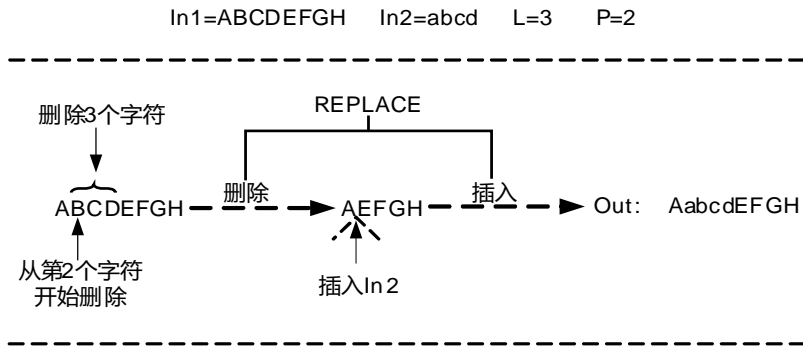 In1=ABCDEFGH In2=abcd L=3 P=2
REPLACE
删除3个字符
删除
插入
ABCDEFGH
AEFGH
Out: AabcdEFGH
从第2个字符
开始删除
插入In2